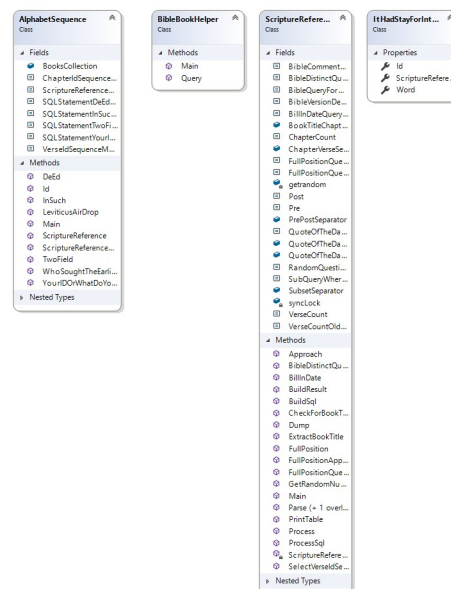 AlphabetSequence
Class
Fields
BooksCollection
ChapterIdSequence...
ScriptureReference...
SQLStatementDeEd...
SQLStatementInSuc...
SQLStatementTwoFi...
SQLStatementYourI...
VerseIdSequenceM...
Methods
DeEd
Id
InSuch
LeviticusAirDrop
Main
ScriptureReference
ScriptureReference...
TwoField
WhoSoughtTheEarli...
YourIDOrWhatDoYo...
Nested Types
BibleBookHelper
Class
Methods
Main
Query
ScriptureRefere...
Class
Fields
BibleComment...
BibleDistinctQu...
BibleQueryFor...
BibleVersionDe...
BillInDateQuery...
BookTitleChapt...
ChapterCount
ChapterVerseSe...
FullPositionQue...
FullPositionQue...
getrandom
Post
Pre
PrePostSeparator
QuoteOfTheDa...
QuoteOfTheDa...
QuoteOfTheDa...
RandomQuesti...
SubQueryWher...
SubsetSeparator
syncLock
VerseCount
VerseCountOld...
Methods
Approach
BibleDistinctQu...
BillInDate
BuildResult
BuildSql
CheckForBookT...
Dump
ExtractBookTitle
FullPosition
FullPositionApp...
FullPositionQue...
GetRandomNu...
Main
Parse (+ 1 overl...
PrintTable
Process
ProcessSql
ScriptureRefere...
SelectVerseIdSe...
Nested Types
ItHadStayForInt...
Class
Properties
Id
ScriptureRefere...
Word